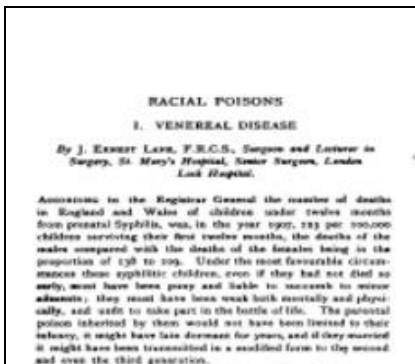 RACIAL POISONS
I. VENEREAL DISEASE
By J. ERNEST LANE, F.R.C.S., Surgeon and Lecturer in
Surgery, St. Mary's Hospital, Senior Surgeon, London
Lock Hospital.
ACCORDING to the Registrar General the number of deaths
in England and Wales of children under twelve months
from prenatal Syphilis, was, in the year 1907, 123 per 100,000
children surviving their first twelve months, the deaths of the
males compared with the deaths of the females being in the
proportion of 138 to 109. Under the most favourable circum-
stances these syphilitic children, even if they had not died so
early, must have been puny and liable to succumb to minor
ailments; they must have been weak both mentally and physi-
cally, and unfit to take part in the battle of life. The parental
poison inherited by them would not have been limited to their
infancy, it might have lain dormant for years, and if they married
it might have been transmitted in a modified form to the second
and even the third generation.